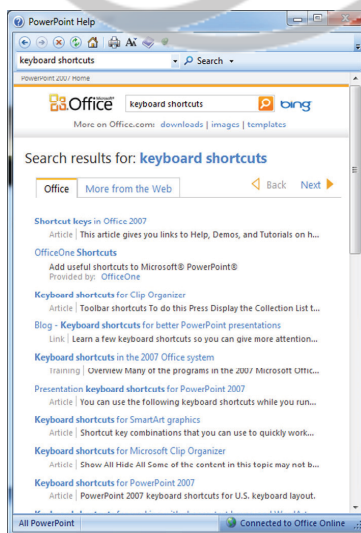 PowerPoint Help
keyboard shortcuts
Search
PowerPoint 2007 Home
Microsoft
Office
keyboard shortcuts
bing
More on Office.com: downloads | images | templates
Search results for: keyboard shortcuts
Office
More from the Web
Back
Next
Shortcut keys in Office 2007
Article | This article gives you links to Help, Demos, and Tutorials on h...
OfficeOne Shortcuts
Add useful shortcuts to Microsoft® PowerPoint®
Provided by: OfficeOne
Keyboard shortcuts for Clip Organizer
Article | Toolbar shortcuts To do this Press Display the Collection List t...
Blog - Keyboard shortcuts for better PowerPoint presentations
Link | Learn a few keyboard shortcuts so you can give more attention...
Keyboard shortcuts in the 2007 Office system
Training | Overview Many of the programs in the 2007 Microsoft Offic...
Presentation keyboard shortcuts for PowerPoint 2007
Article | You can use the following keyboard shortcuts while you run...
Keyboard shortcuts for SmartArt graphics
Article | Shortcut key combinations that you can use to quickly work...
Keyboard shortcuts for Microsoft Clip Organizer
Article | Show All Hide All Some of the content in this topic may not b...
Keyboard shortcuts for PowerPoint 2007
Article | PowerPoint 2007 keyboard shortcuts for U.S. keyboard layout.
All PowerPoint
Connected to Office Online